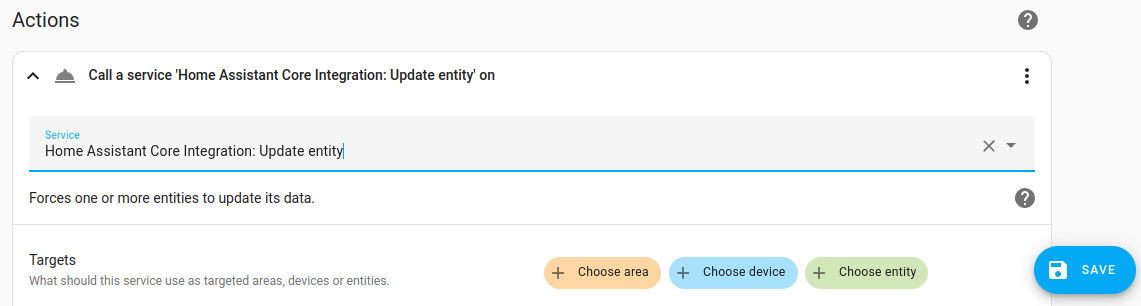 Actions
Call a service 'Home Assistant Core Integration: Update entity' on
Service
Home Assistant Core Integration: Update entity
Forces one or more entities to update its data.
Targets
What should this service use as targeted areas, devices or entities.
Choose area
Choose device
Choose entity
SAVE